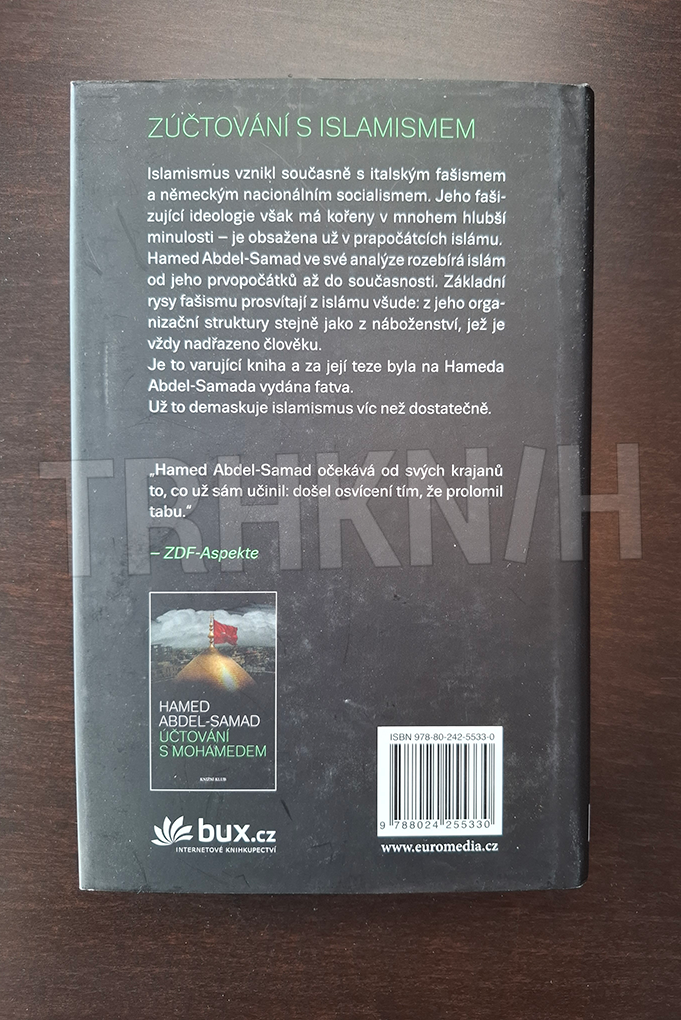 ZÚČTOVÁNÍ S ISLAMISMEM
Islamismus vznikl současně s italským fašismem
a německým nacionálním socialismem. Jeho faši-
zující ideologie však má kořeny v mnohem hlubší
minulosti – je obsažena už v prapočátcích islámu.
Hamed Abdel-Samad ve své analýze rozebírá islám
od jeho prvopočátků až do současnosti. Základní
rysy fašismu prosvítají z islámu všude: z jeho orga-
nizační struktury stejně jako z náboženství, jež je
vždy nadřazeno člověku.
Je to varující kniha a za její teze byla na Hameda
Abdel-Samada vydána fatva.
Už to demaskuje islamismus víc než dostatečně.
„Hamed Abdel-Samad očekává od svých krajanů
to, co už sám učinil: došel osvícení tím, že prolomil
tabu.“
– ZDF-Aspekte
TRHKN/H
HAMED
ABDEL-SAMAD
ÚČTOVÁNÍ
S MOHAMEDEM
KNIŽNÍ KLUB
bux.cz
INTERNETOVÉ KNIHKUPECTVÍ
ISBN 978-80-242-5533-0
9 788024 255330
www.euromedia.cz